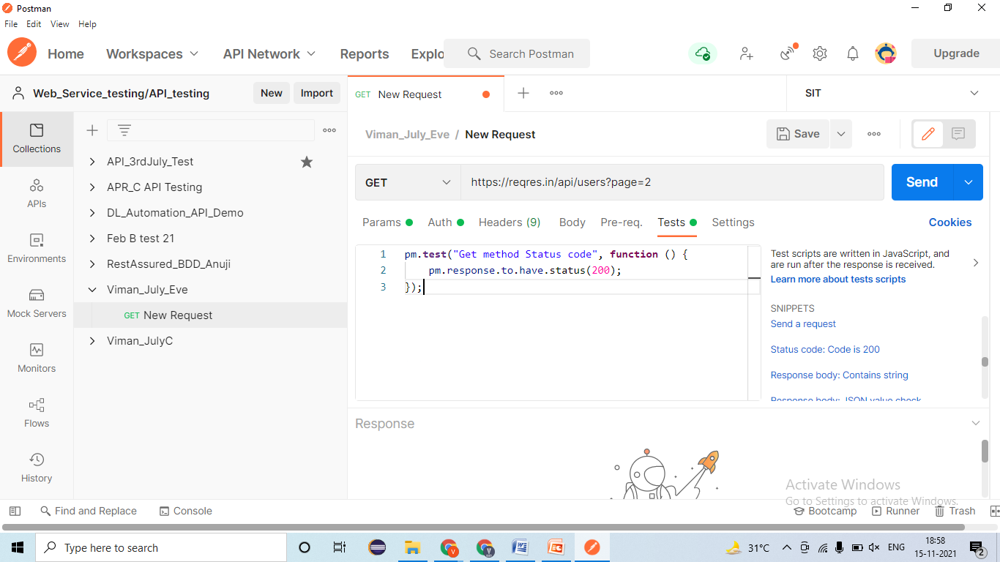 Postman
File Edit View Help
Home Workspaces API Network Reports Explo Search Postman Upgrade
Web_Service_testing/API_testing New Import
GET New Request ooo SIT
Collections
APIs
Environments
Mock Servers
Monitors
Flows
History
API_3rdJuly_Test
APR_C API Testing
DL_Automation_API_Demo
Feb B test 21
RestAssured_BDD_Anuji
Viman_July_Eve
GET New Request
Viman_JulyC
Viman_July_Eve / New Request Save
GET https://reqres.in/api/users?page=2 Send
Params Auth Headers (9) Body Pre-req. Tests Settings Cookies
1 pm.test("Get method Status code", function () {
2 pm.response.to.have.status(200);
3 });
Test scripts are written in JavaScript, and
are run after the response is received.
Learn more about tests scripts
SNIPPETS
Send a request
Status code: Code is 200
Response body: Contains string
Response body: JSON value check
Response
Activate Windows
Go to Settings to activate Windows.
Find and Replace Console Bootcamp Runner Trash
Type here to search 31°C ENG 18:58
15-11-2021 2